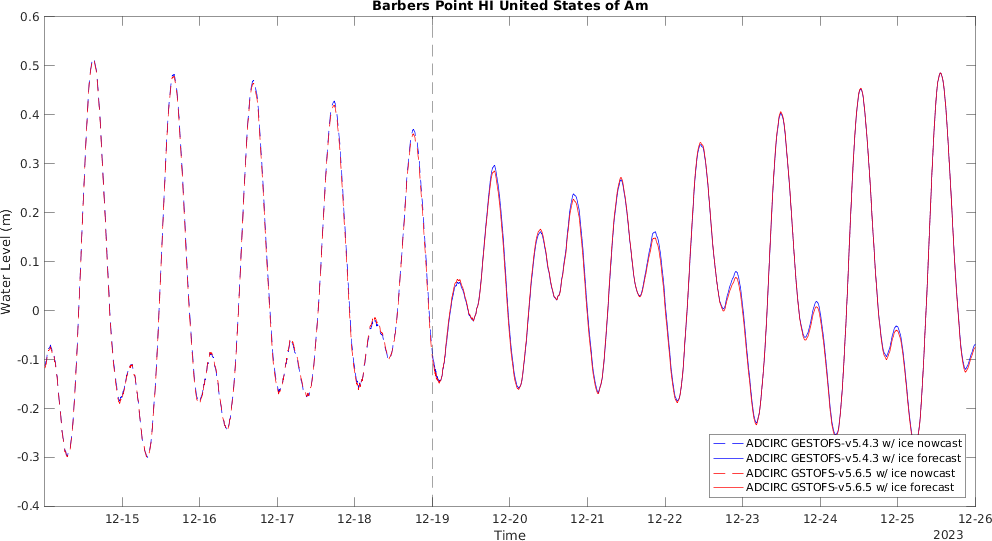 Barbers Point HI United States of Am
0.6
0.5
0.4
0.3
0.2
0.1
0
-0.1
-0.2
-0.3
-0.4
Water Level (m)
12-15 12-16 12-17 12-18 12-19 12-20 12-21 12-22 12-23 12-24 12-25 12-26
Time
2023
ADCIRC GESTOFS-v5.4.3 w/ ice nowcast
ADCIRC GESTOFS-v5.4.3 w/ ice forecast
ADCIRC GSTOFS-v5.6.5 w/ ice nowcast
ADCIRC GSTOFS-v5.6.5 w/ ice forecast